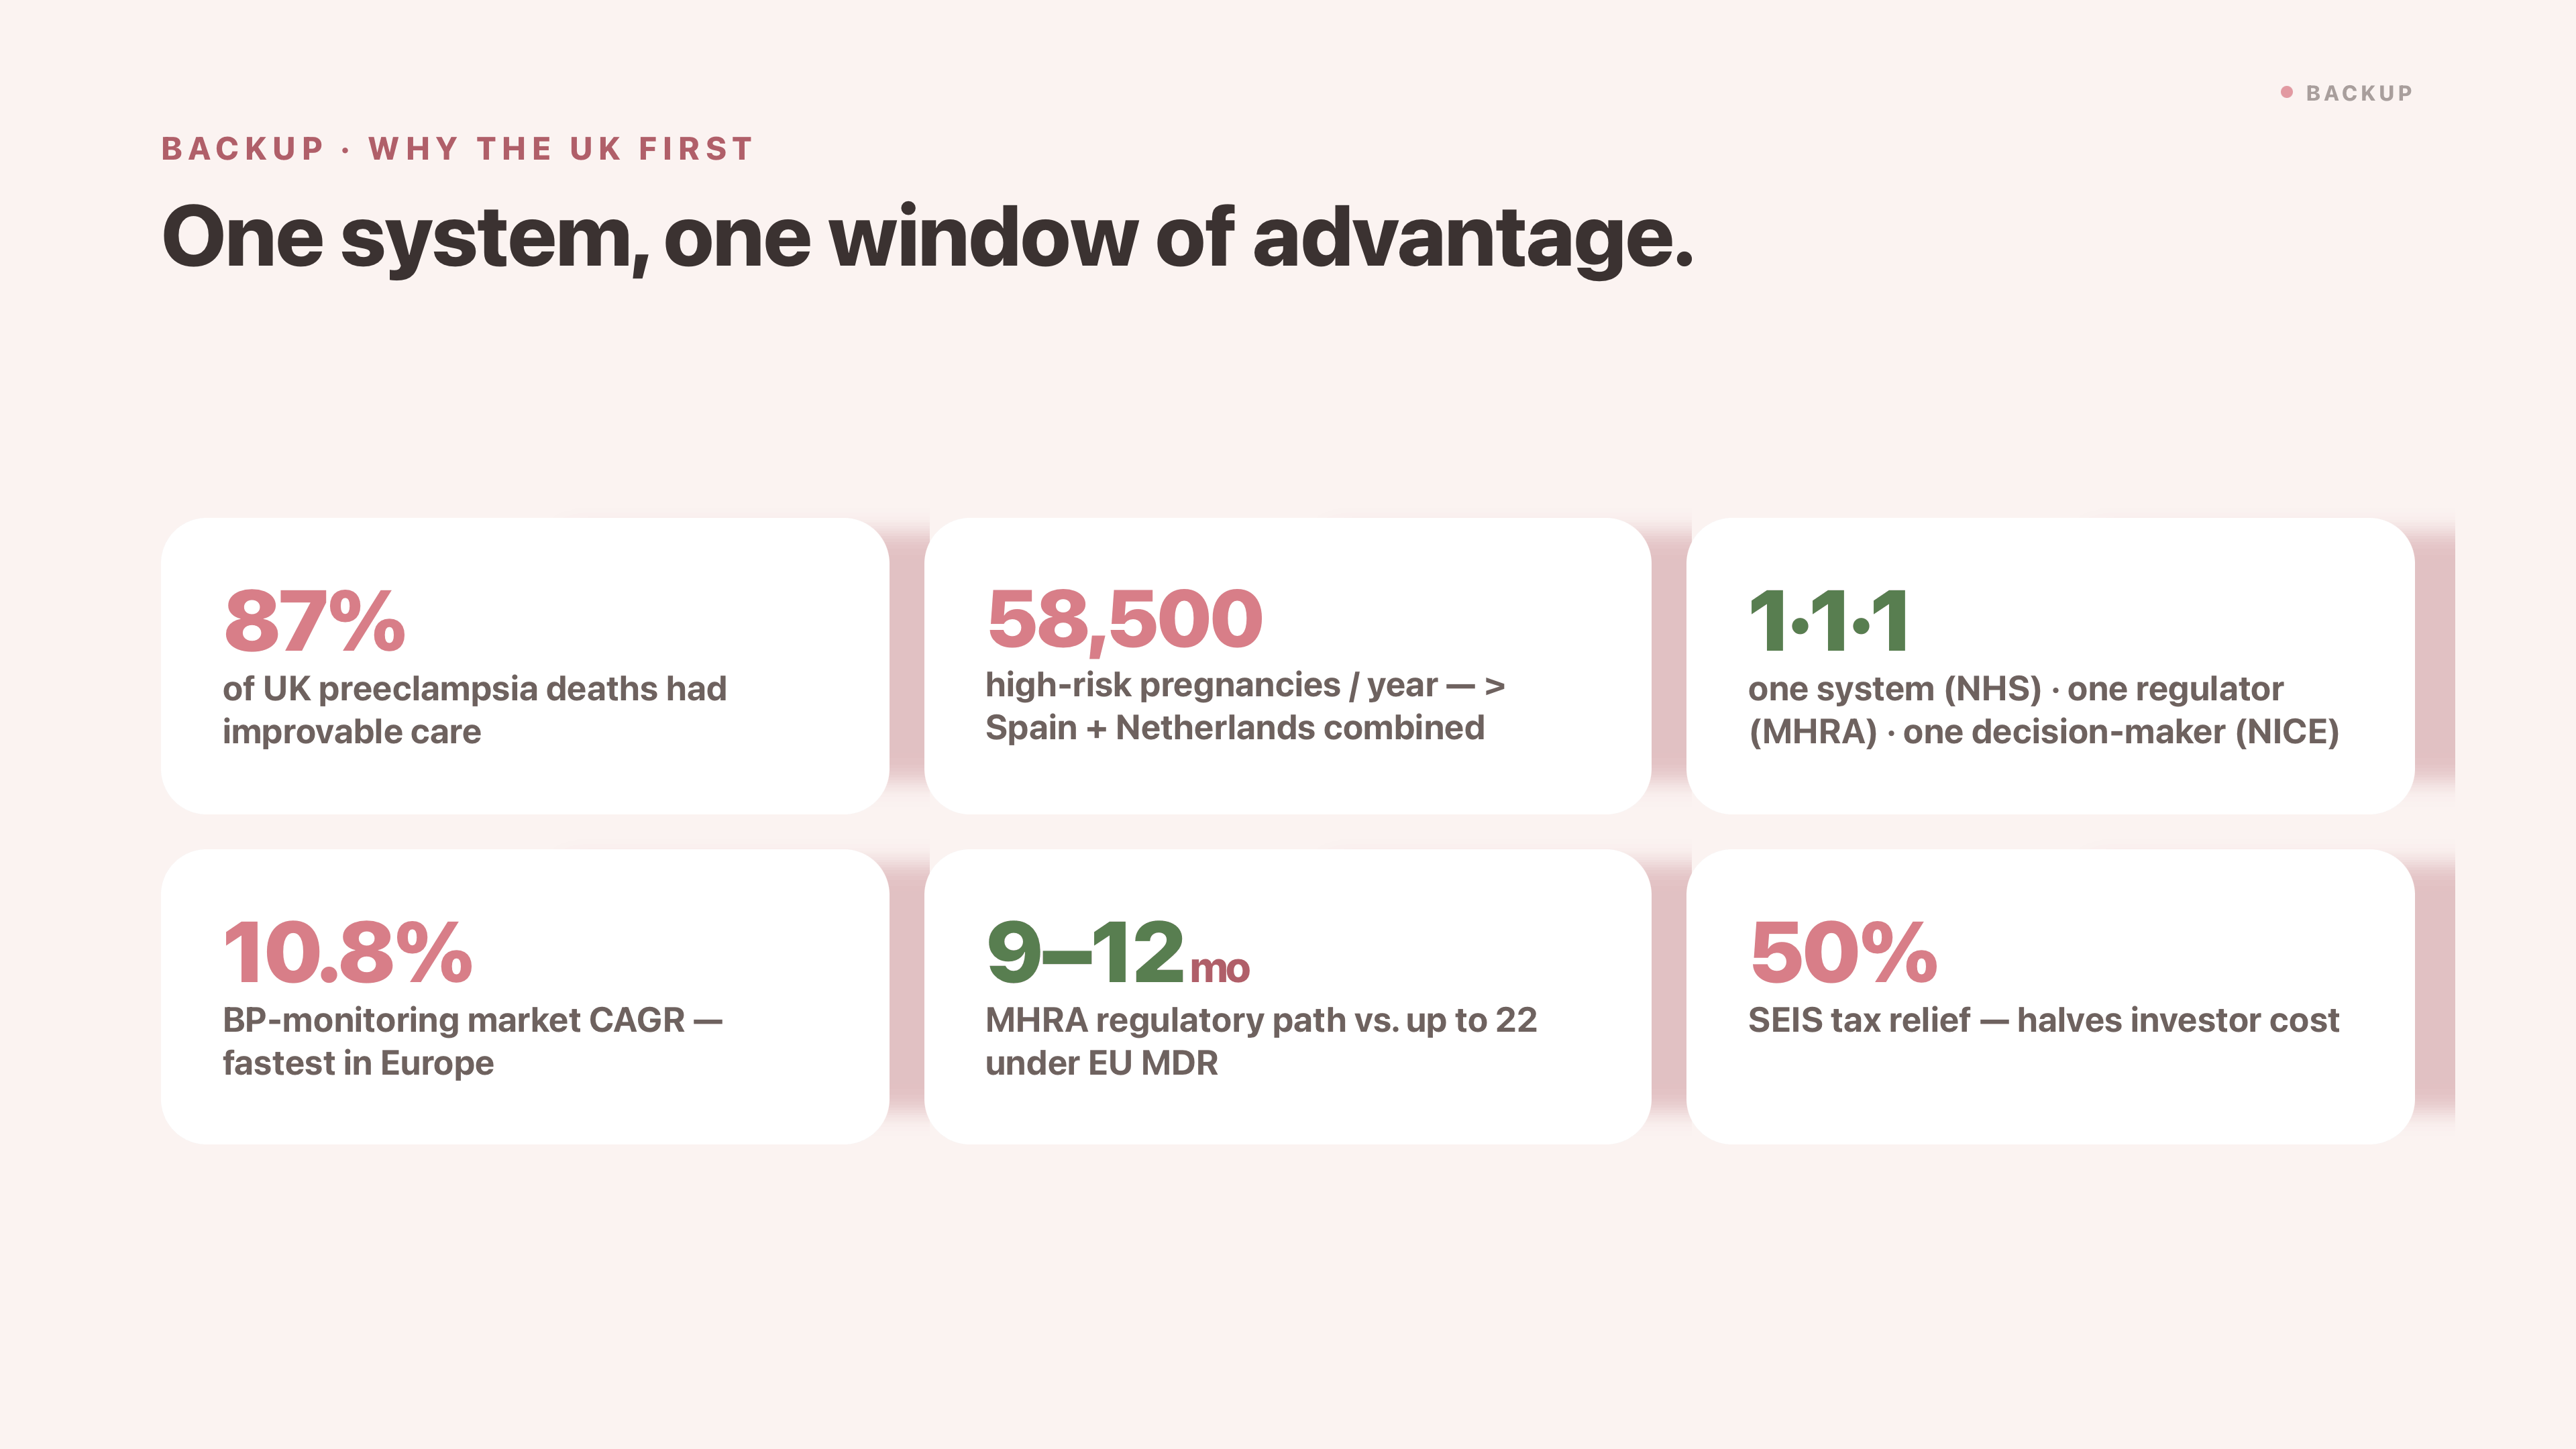 BACKUP
BACKUP · WHY THE UK FIRST
One system, one window of advantage.
87%
of UK preeclampsia deaths had
improvable care
58,500
high-risk pregnancies / year — >
Spain + Netherlands combined
1·1·1
one system (NHS) · one regulator
(MHRA) · one decision-maker (NICE)
10.8%
BP-monitoring market CAGR —
fastest in Europe
9–12 mo
MHRA regulatory path vs. up to 22
under EU MDR
50%
SEIS tax relief — halves investor cost